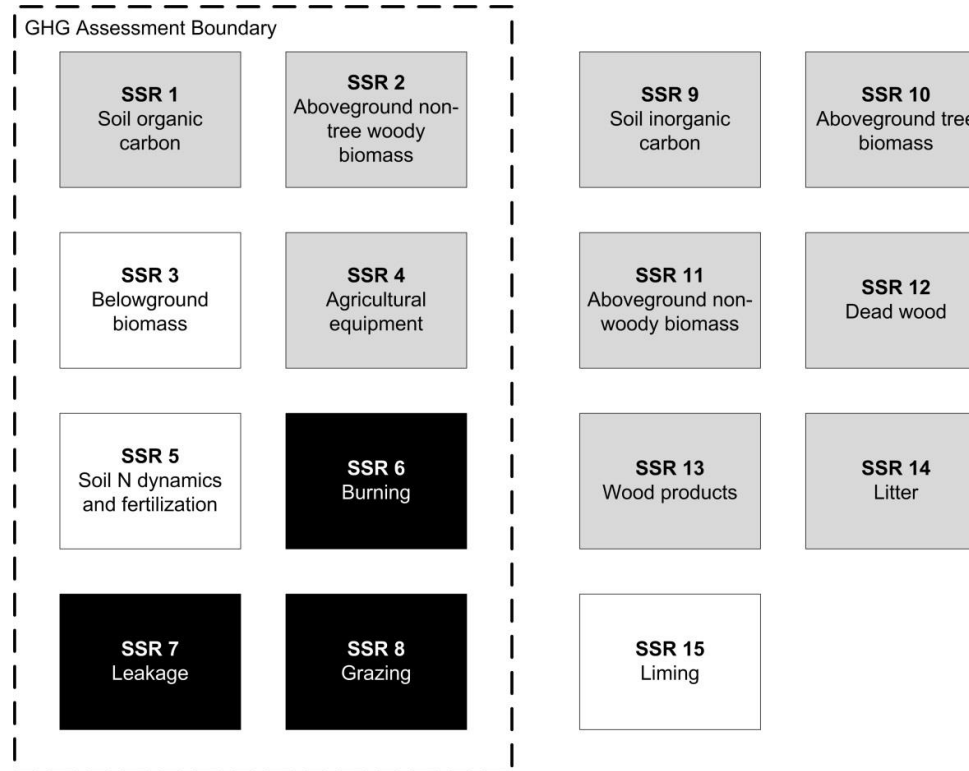 GHG Assessment Boundary
SSR 1
Soil organic
carbon
SSR 2
Aboveground non-
tree woody
biomass
SSR 9
Soil inorganic
carbon
SSR 10
Aboveground tree
biomass
SSR 3
Belowground
biomass
SSR 4
Agricultural
equipment
SSR 11
Aboveground non-
woody biomass
SSR 12
Dead wood
SSR 5
Soil N dynamics
and fertilization
SSR 6
Burning
SSR 13
Wood products
SSR 14
Litter
SSR 7
Leakage
SSR 8
Grazing
SSR 15
Liming